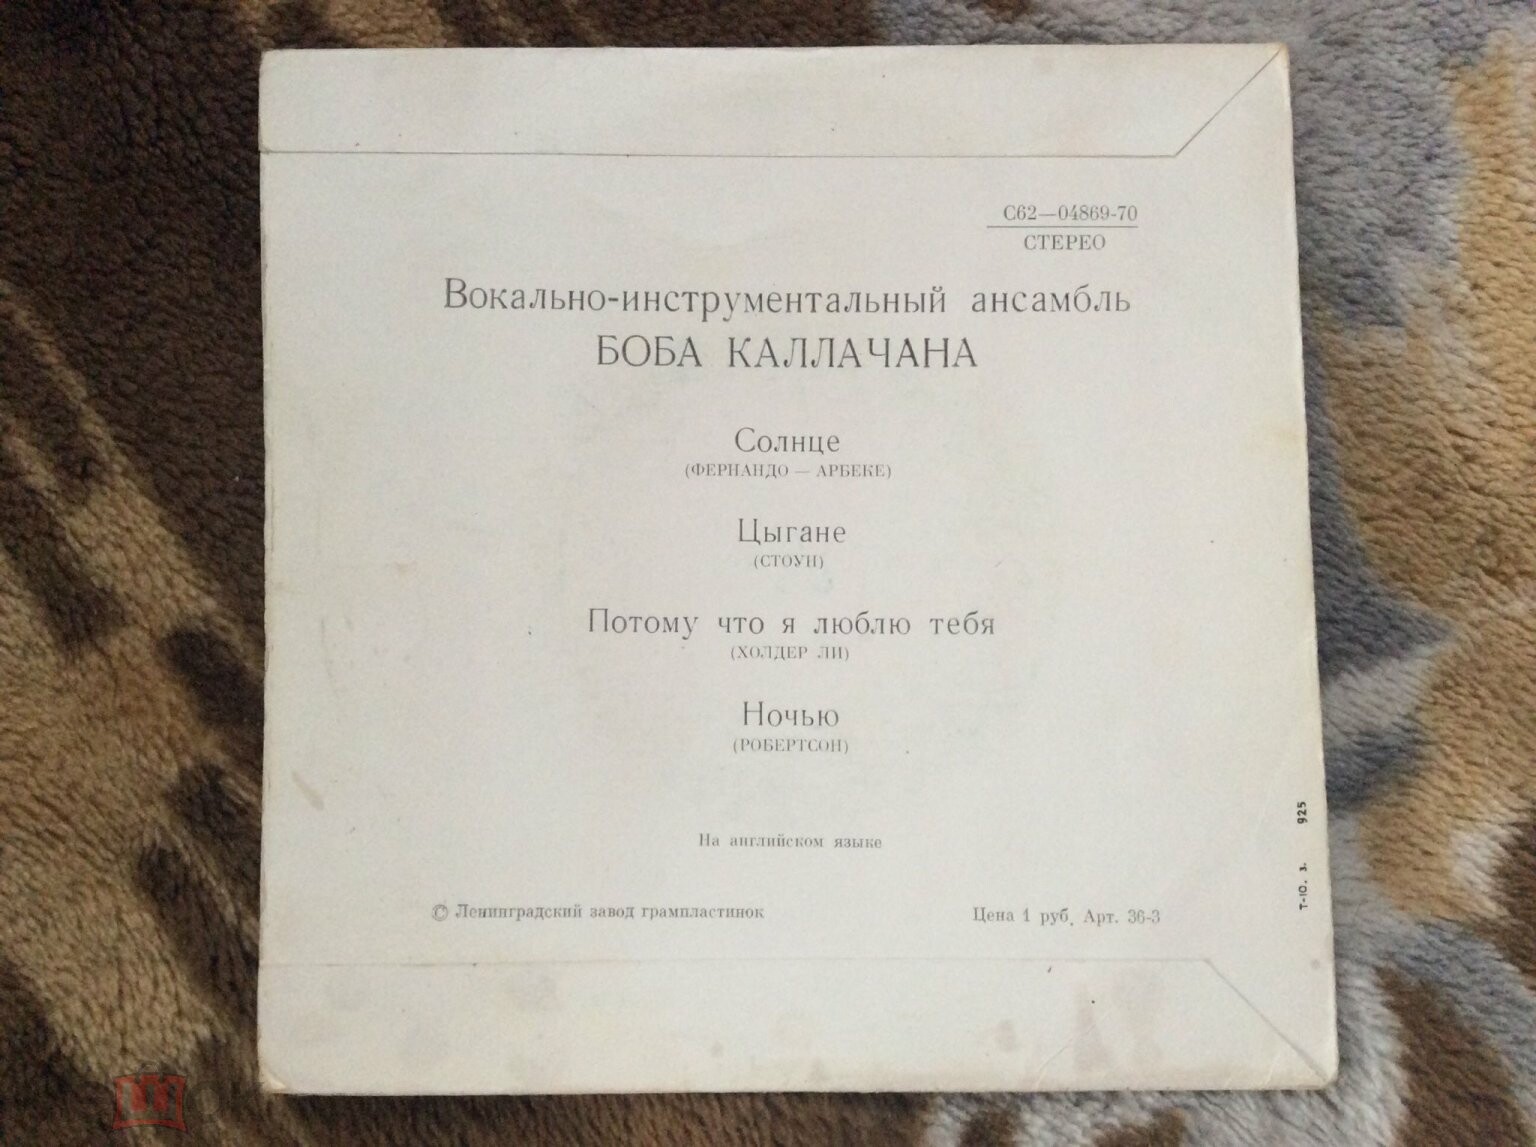 С62—04869-70
СТЕРЕО
Вокально-инструментальный ансамбль
БОБА КАЛЛАЧАНА
Солнце
(ФЕРНАНДО — АРБЕКЕ)
Цыгане
(СТОУН)
Потому что я люблю тебя
(ХОЛДЕР ЛИ)
Ночью
(РОБЕРТСОН)
На английском языке
© Ленинградский завод грампластинок
Цена 1 руб. Арт. 36-3
Т-10. з. 925